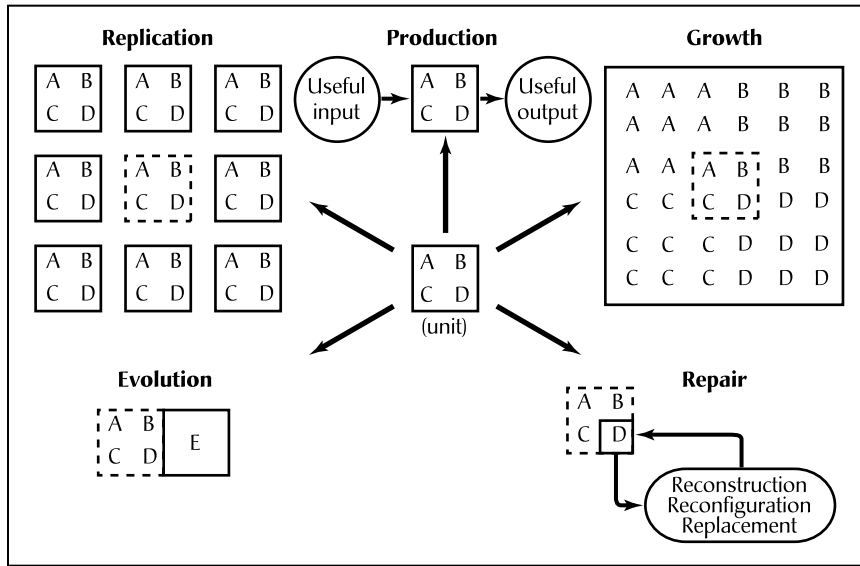 Replication
A B
C D
A B
C D
A B
C D
A B
C D
A B
C D
A B
C D
A B
C D
A B
C D
A B
C D
Production
Useful
input
A B
C D
Useful
output
Growth
A A A B B B
A A A B B B
A A A B B B
C C C D D D
C C C D D D
C C C D D D
A B
C D
(unit)
Evolution
A B
C D
E
Repair
A B
C D
Reconstruction
Reconfiguration
Replacement